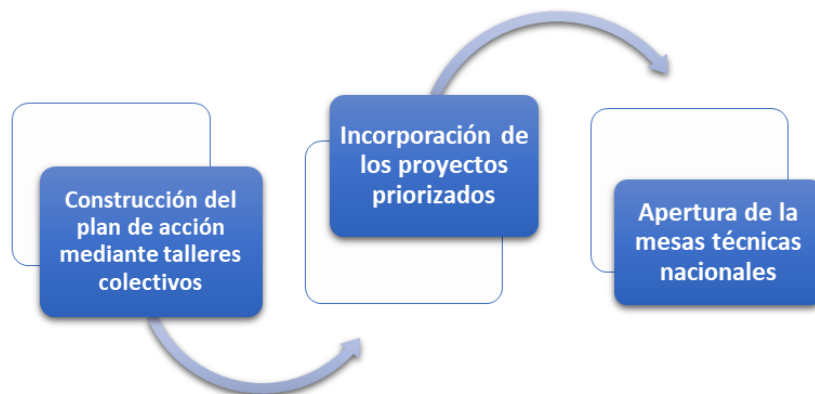 Construcción del
plan de acción
mediante talleres
colectivos
Incorporación de
los proyectos
priorizados
Apertura de la
mesas técnicas
nacionales